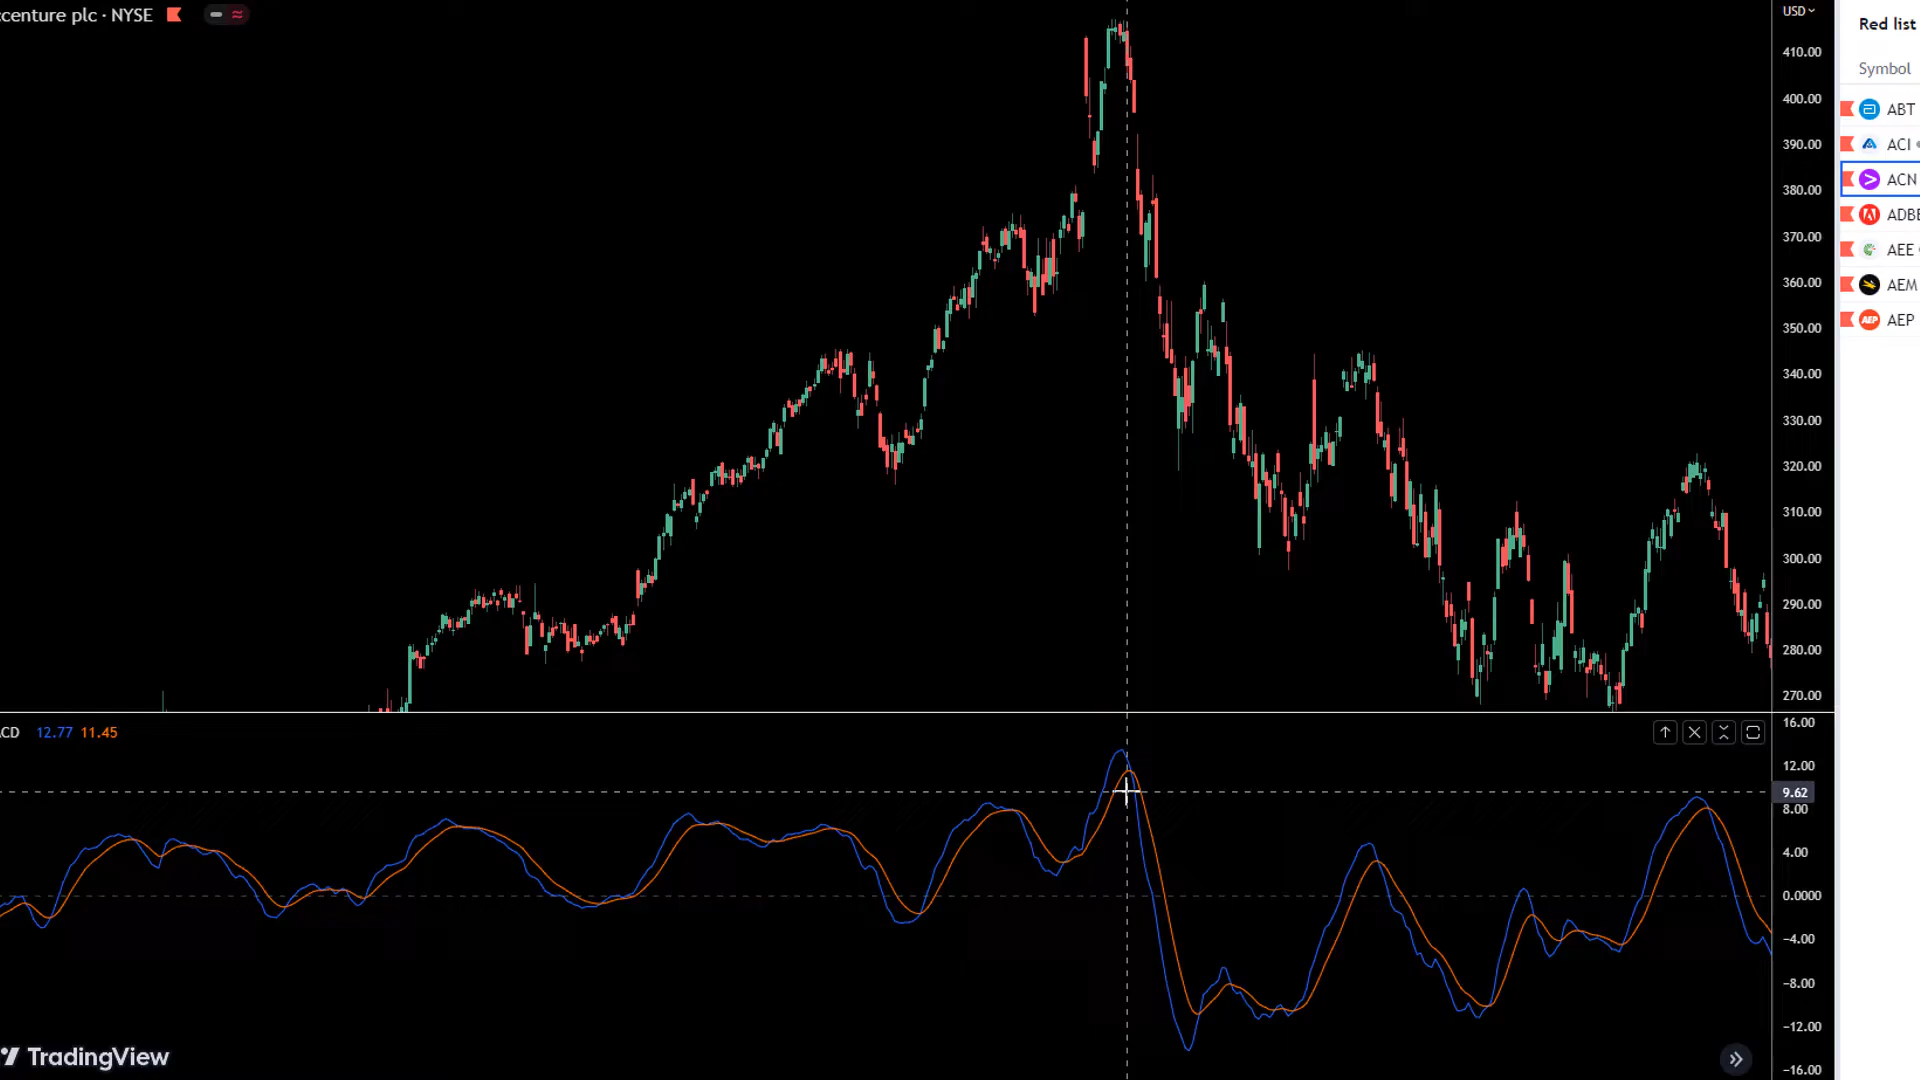 ccenture plc · NYSE
USD
Red list
Symbol
410.00
400.00
390.00
380.00
370.00
360.00
350.00
340.00
330.00
320.00
310.00
300.00
290.00
280.00
270.00
ABT
ACI
ACN
ADBE
AEE
AEM
AEP
AEP
CD 12.77 11.45
16.00
12.00
9.62
8.00
4.00
0.0000
−4.00
−8.00
−12.00
−16.00
TradingView